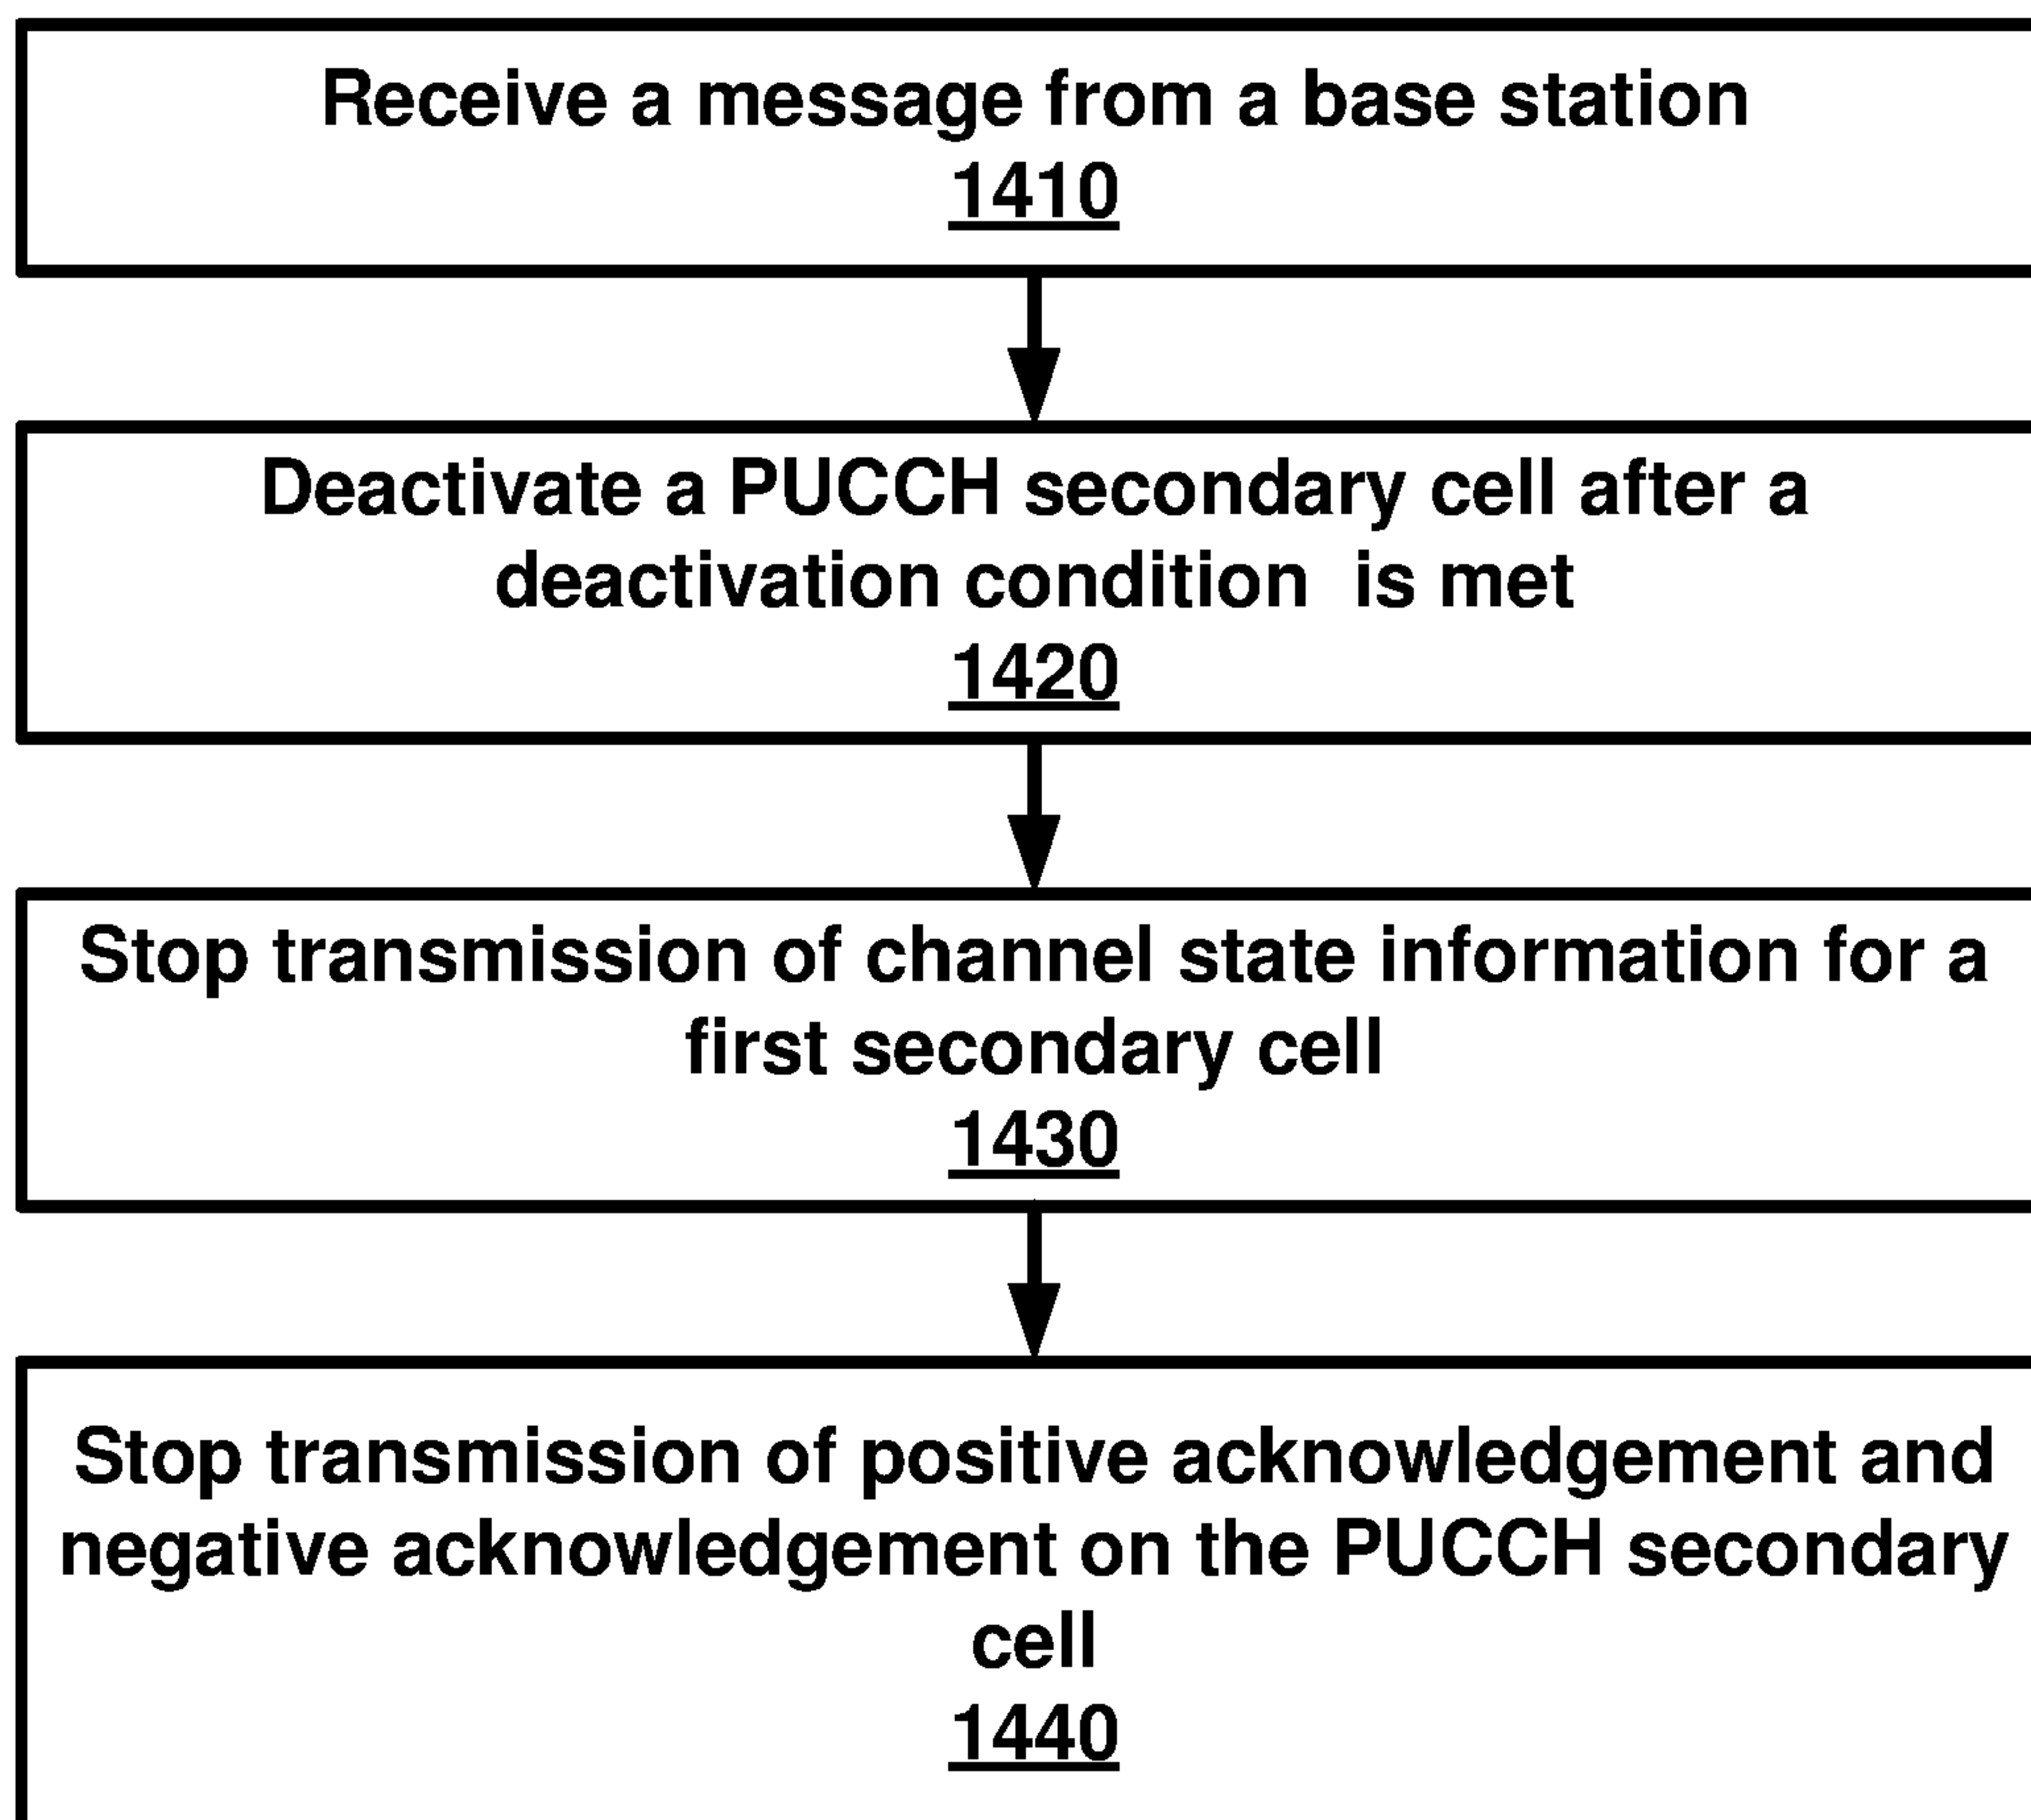 Receive a message from a base station
1410
Deactivate a PUCCH secondary cell after a
deactivation condition is met
1420
Stop transmission of channel state information for a
first secondary cell
1430
Stop transmission of positive acknowledgement and
negative acknowledgement on the PUCCH secondary
cell
1440